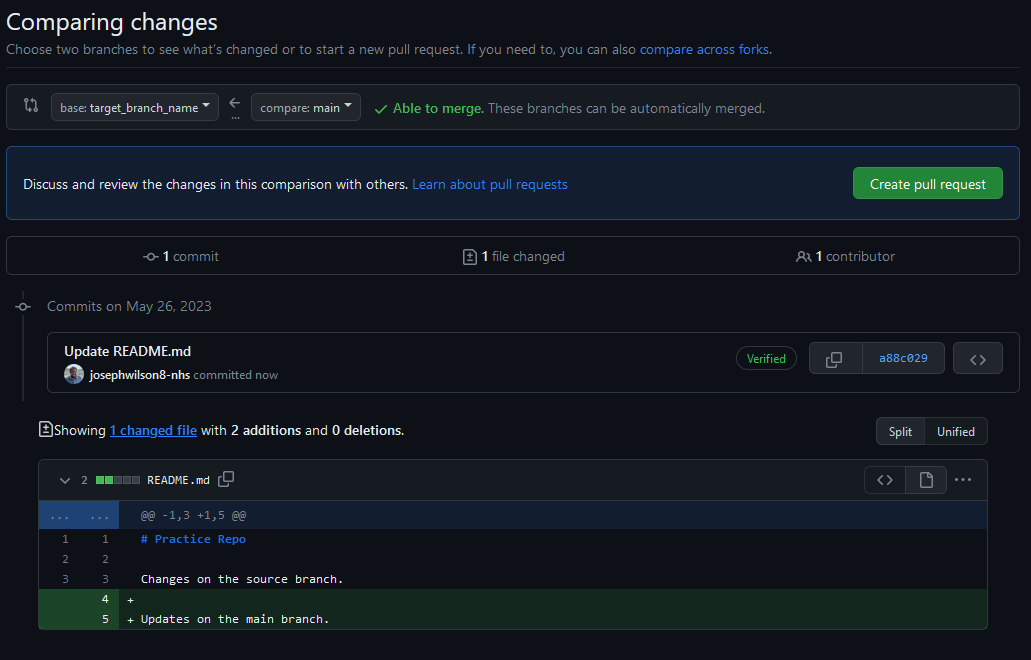 Comparing changes
Choose two branches to see what's changed or to start a new pull request. If you need to, you can also compare across forks.
base: target_branch_name ... compare: main Able to merge. These branches can be automatically merged.
Discuss and review the changes in this comparison with others. Learn about pull requests Create pull request
1 commit 1 file changed 1 contributor
Commits on May 26, 2023
Update README.md
josephwilson8-nhs committed now
Verified a88c029
Showing 1 changed file with 2 additions and 0 deletions. Split Unified
2 README.md
... ... @@ -1,3 +1,5 @@
1 1 # Practice Repo
2 2
3 3 Changes on the source branch.
4 +
5 + Updates on the main branch.